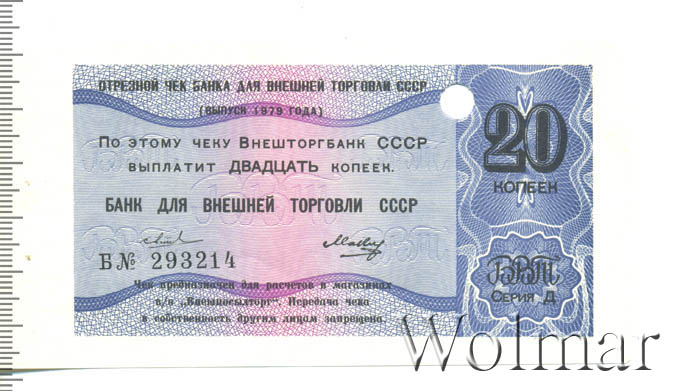 ОТРЕЗНОЙ ЧЕК БАНКА ДЛЯ ВНЕШНЕЙ ТОРГОВЛИ СССР
(ВЫПУСК 1979 ГОДА)
По этому чеку Внешторгбанк СССР
выплатит ДВАДЦАТЬ копеек.
БАНК ДЛЯ ВНЕШНЕЙ ТОРГОВЛИ СССР
Б№ 293214
Чек предназначен для расчетов в магазинах
в/о „Внешпосылторг". Передача чека
в собственность другим лицам запрещена.
20
КОПЕЕК
ВВТ
Серия Д
Wolmar